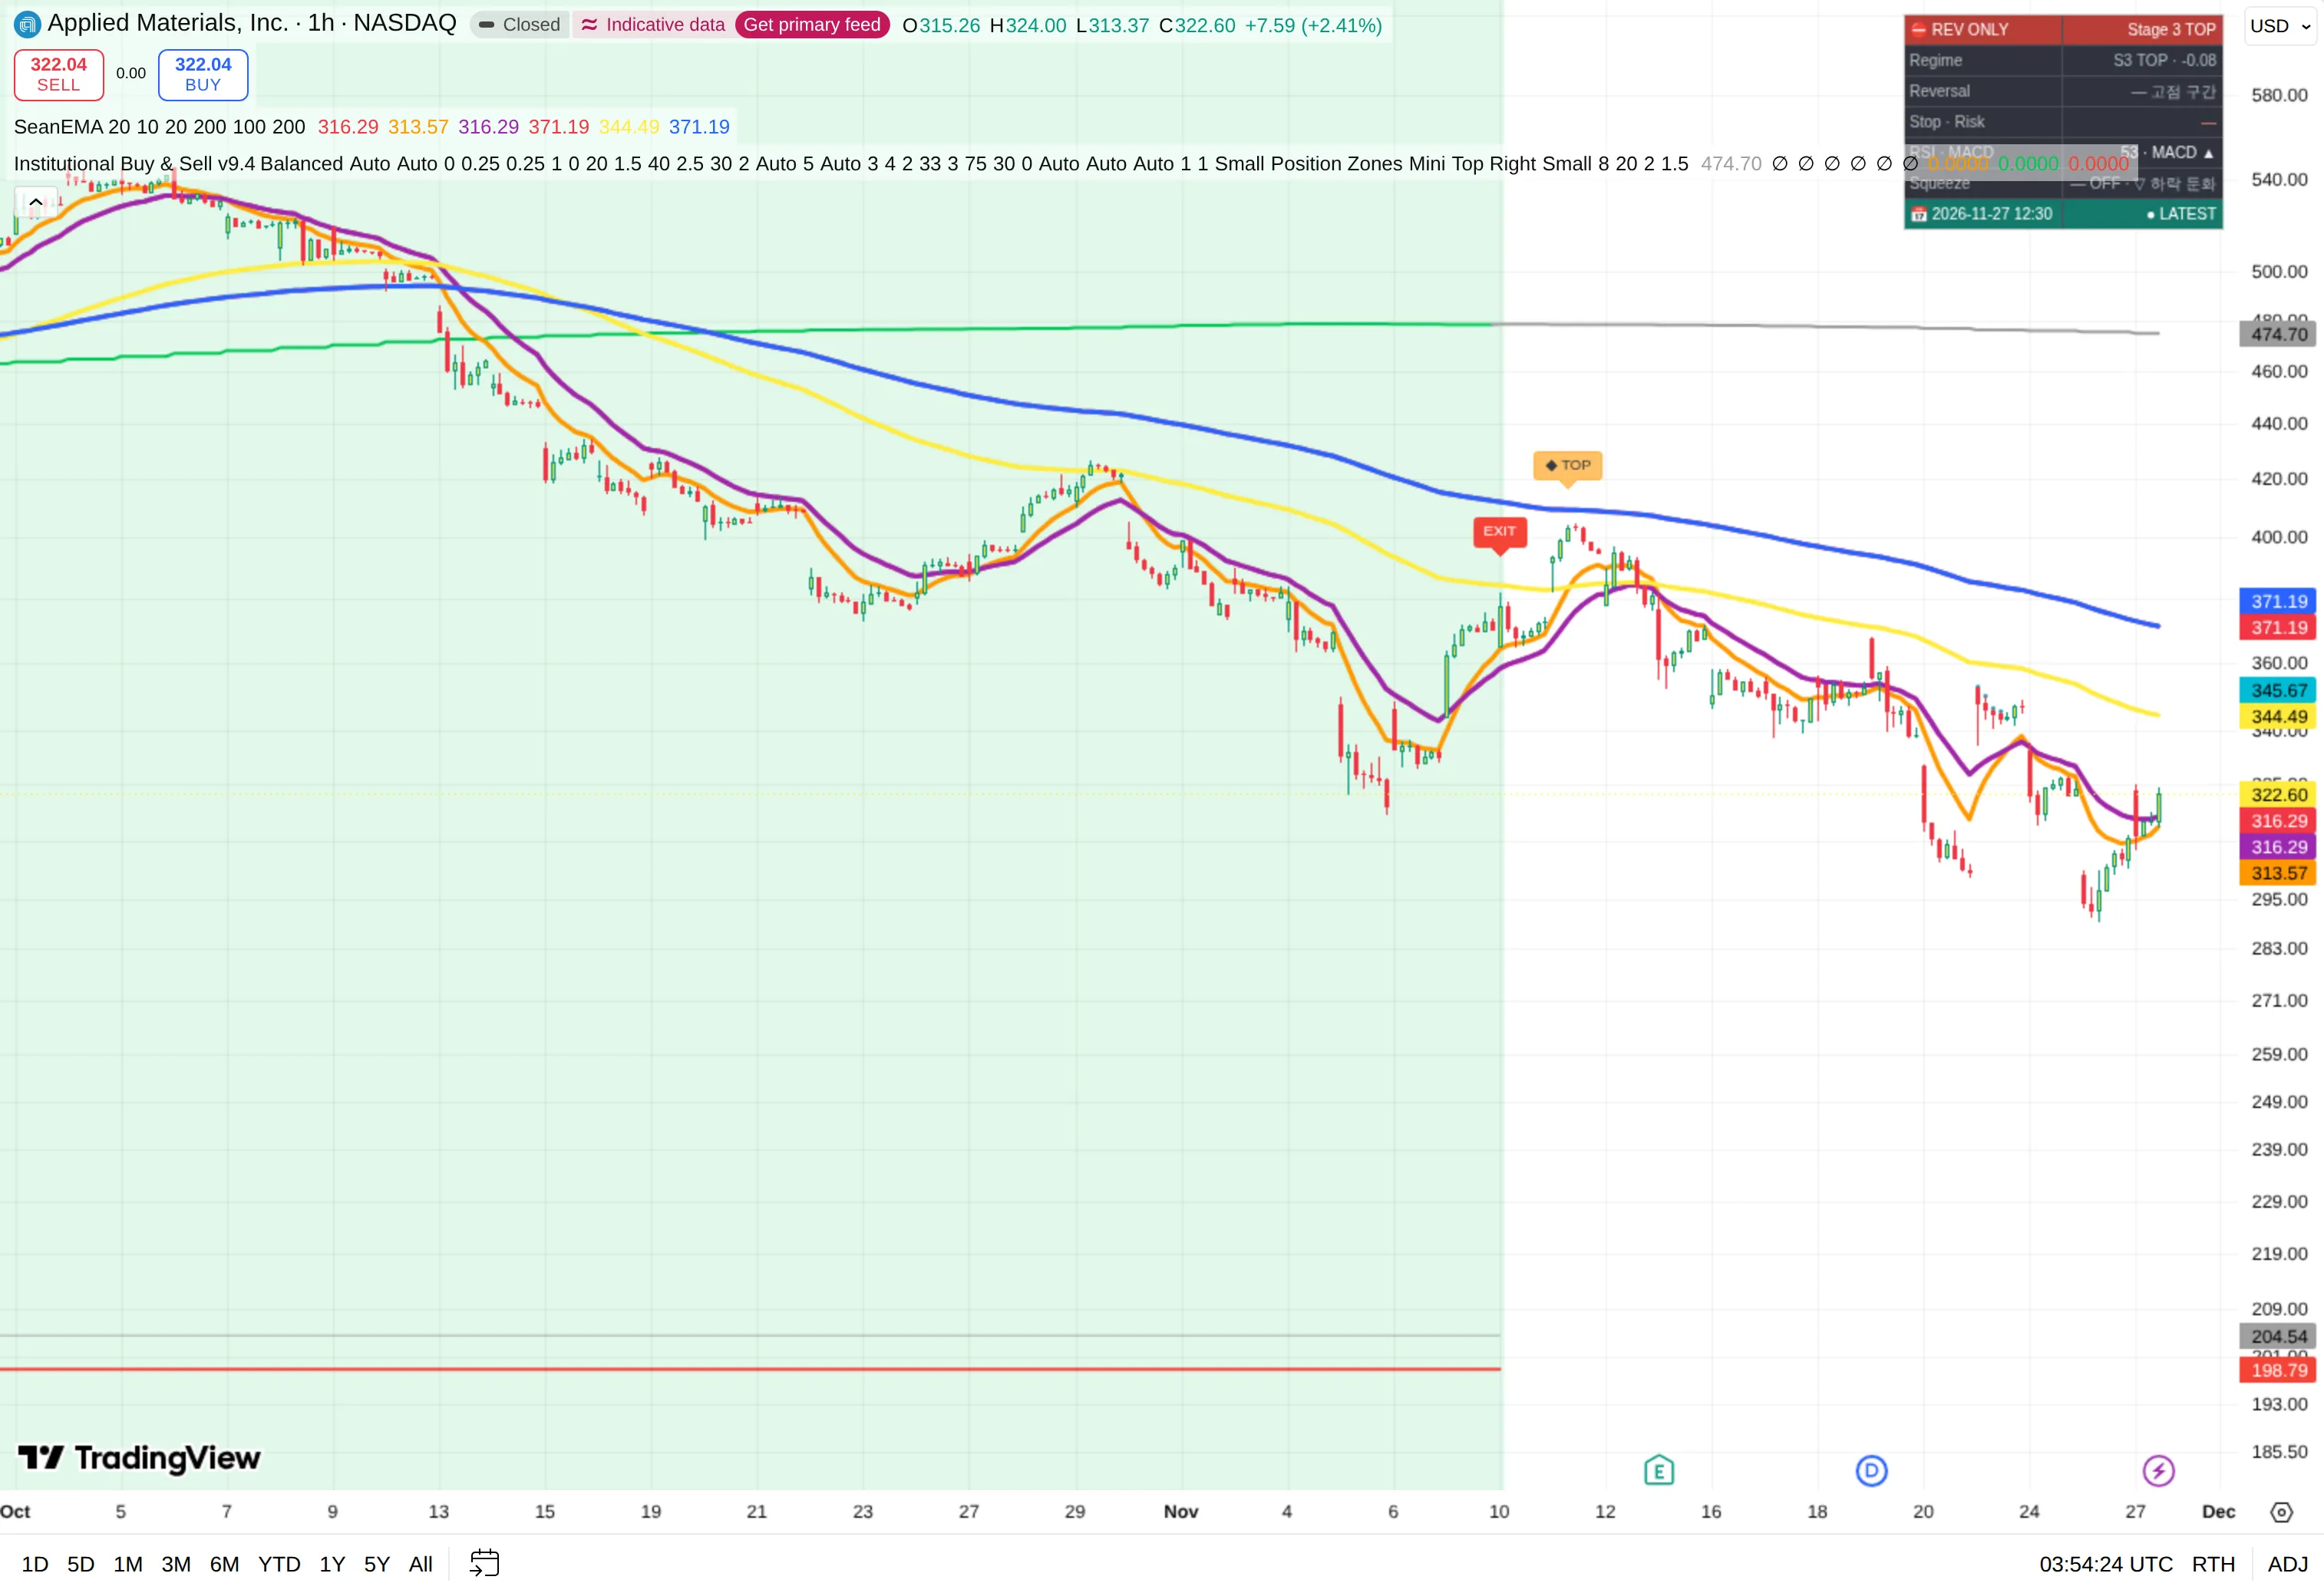 Applied Materials, Inc. · 1h · NASDAQ Closed Indicative data Get primary feed O315.26 H324.00 L313.37 C322.60 +7.59 (+2.41%)
322.04 SELL 0.00 322.04 BUY
SeanEMA 20 10 20 200 100 200 316.29 313.57 316.29 371.19 344.49 371.19
Institutional Buy & Sell v9.4 Balanced Auto Auto 0 0.25 0.25 1 0 20 1.5 40 2.5 30 2 Auto 5 Auto 3 4 2 33 3 75 30 0 Auto Auto Auto 1 1 Small Position Zones Mini Top Right Small 8 20 2 1.5 474.70 ∅ ∅ ∅ ∅ ∅ ∅ 0.0000 0.0000 0.0000
REV ONLY Stage 3 TOP
Regime S3 TOP · -0.08
Reversal — 고점 구간
Stop · Risk —
RSI · MACD 53 · MACD ▲
Squeeze — OFF · ▽ 하락 둔화
2026-11-27 12:30 ● LATEST
USD
580.00
540.00
500.00
474.70
460.00
440.00
420.00
400.00
371.19
371.19
360.00
345.67
344.49
340.00
322.60
316.29
316.29
313.57
295.00
283.00
271.00
259.00
249.00
239.00
229.00
219.00
209.00
204.54
198.79
193.00
185.50
◆ TOP
EXIT
TradingView
E D
Oct 5 7 9 13 15 19 21 23 27 29 Nov 4 6 10 12 16 18 20 24 27 Dec
1D 5D 1M 3M 6M YTD 1Y 5Y All 03:54:24 UTC RTH ADJ